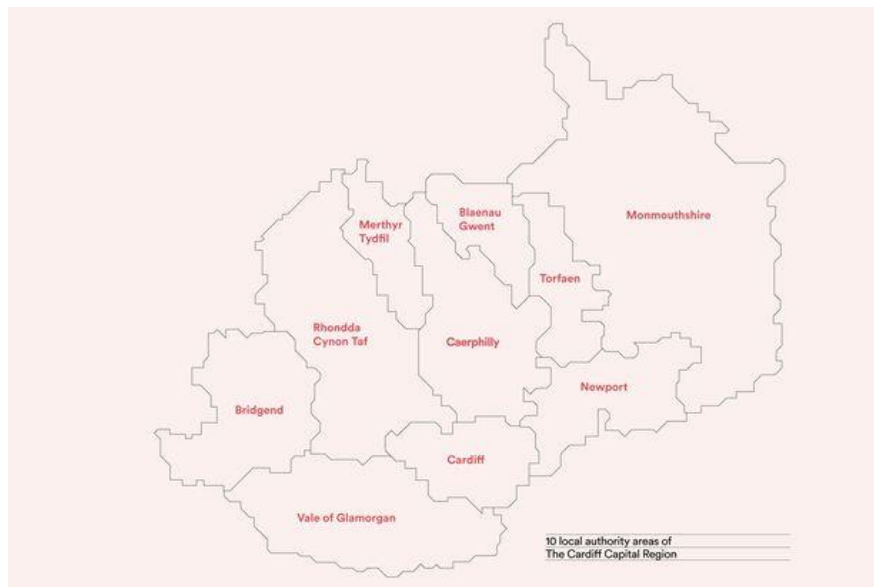 Monmouthshire
Blaenau
Gwent
Merthyr
Tydfil
Torfaen
Rhondda
Cynon Taf
Caerphilly
Newport
Bridgend
Cardiff
Vale of Glamorgan
10 local authority areas of
The Cardiff Capital Region